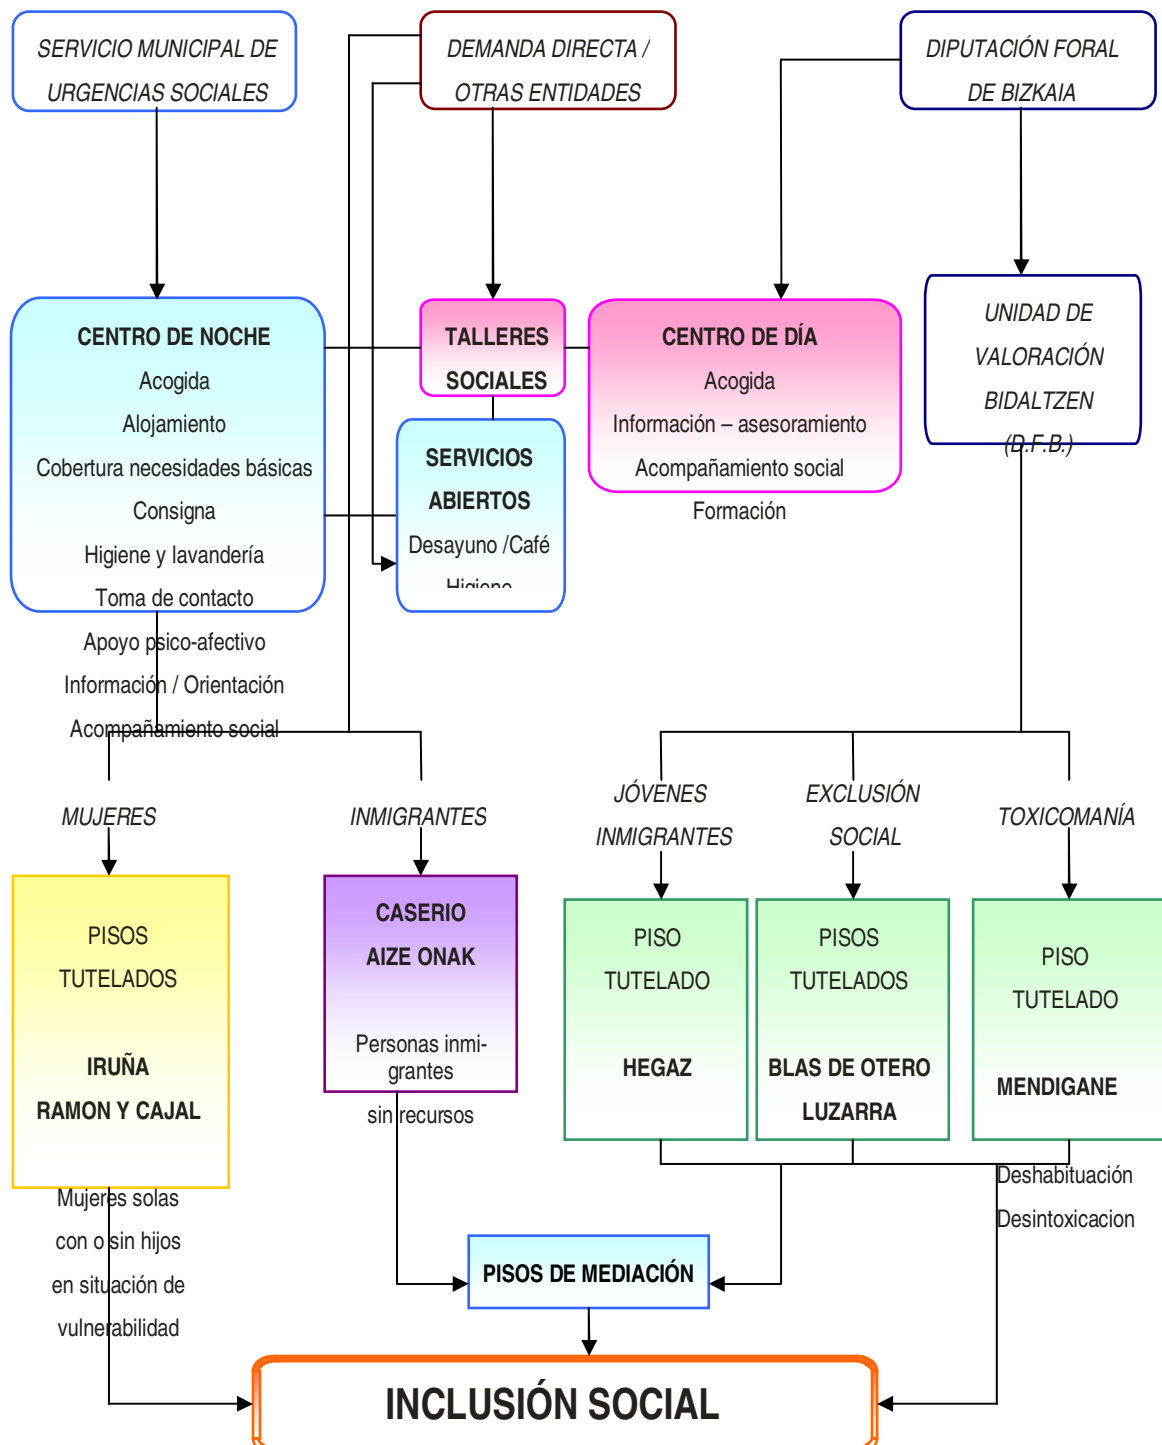 SERVICIO MUNICIPAL DE
URGENCIAS SOCIALES
DEMANDA DIRECTA /
OTRAS ENTIDADES
DIPUTACIÓN FORAL
DE BIZKAIA
CENTRO DE NOCHE
Acogida
Alojamiento
Cobertura necesidades básicas
Consigna
Higiene y lavandería
Toma de contacto
Apoyo psico-afectivo
Información / Orientación
Acompañamiento social
TALLERES
SOCIALES
SERVICIOS
ABIERTOS
Desayuno /Café
Higiene
CENTRO DE DÍA
Acogida
Información – asesoramiento
Acompañamiento social
Formación
UNIDAD DE
VALORACIÓN
BIDALTZEN
(D.F.B.)
MUJERES
INMIGRANTES
JÓVENES
INMIGRANTES
EXCLUSIÓN
SOCIAL
TOXICOMANÍA
PISOS
TUTELADOS
IRUÑA
RAMON Y CAJAL
Mujeres solas
con o sin hijos
en situación de
vulnerabilidad
CASERIO
AIZE ONAK
Personas inmi-
grantes
sin recursos
PISO
TUTELADO
HEGAZ
PISOS
TUTELADOS
BLAS DE OTERO
LUZARRA
PISO
TUTELADO
MENDIGANE
Deshabituación
Desintoxicacion
PISOS DE MEDIACIÓN
INCLUSIÓN SOCIAL